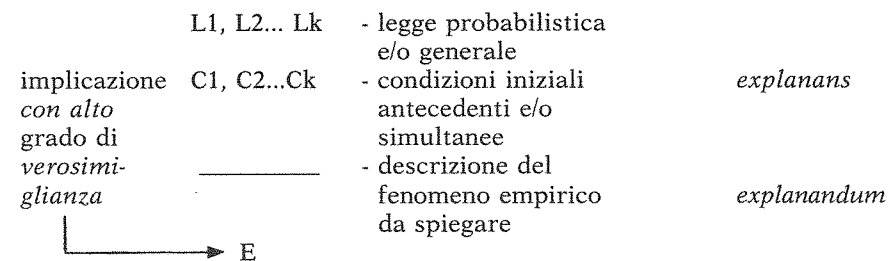 L1, L2... Lk - legge probabilistica
e/o generale
implicazione C1, C2...Ck - condizioni iniziali explanans
con alto antecedenti e/o
grado di simultanee
verosimi- - descrizione del
glianza fenomeno empirico explanandum
da spiegare
E